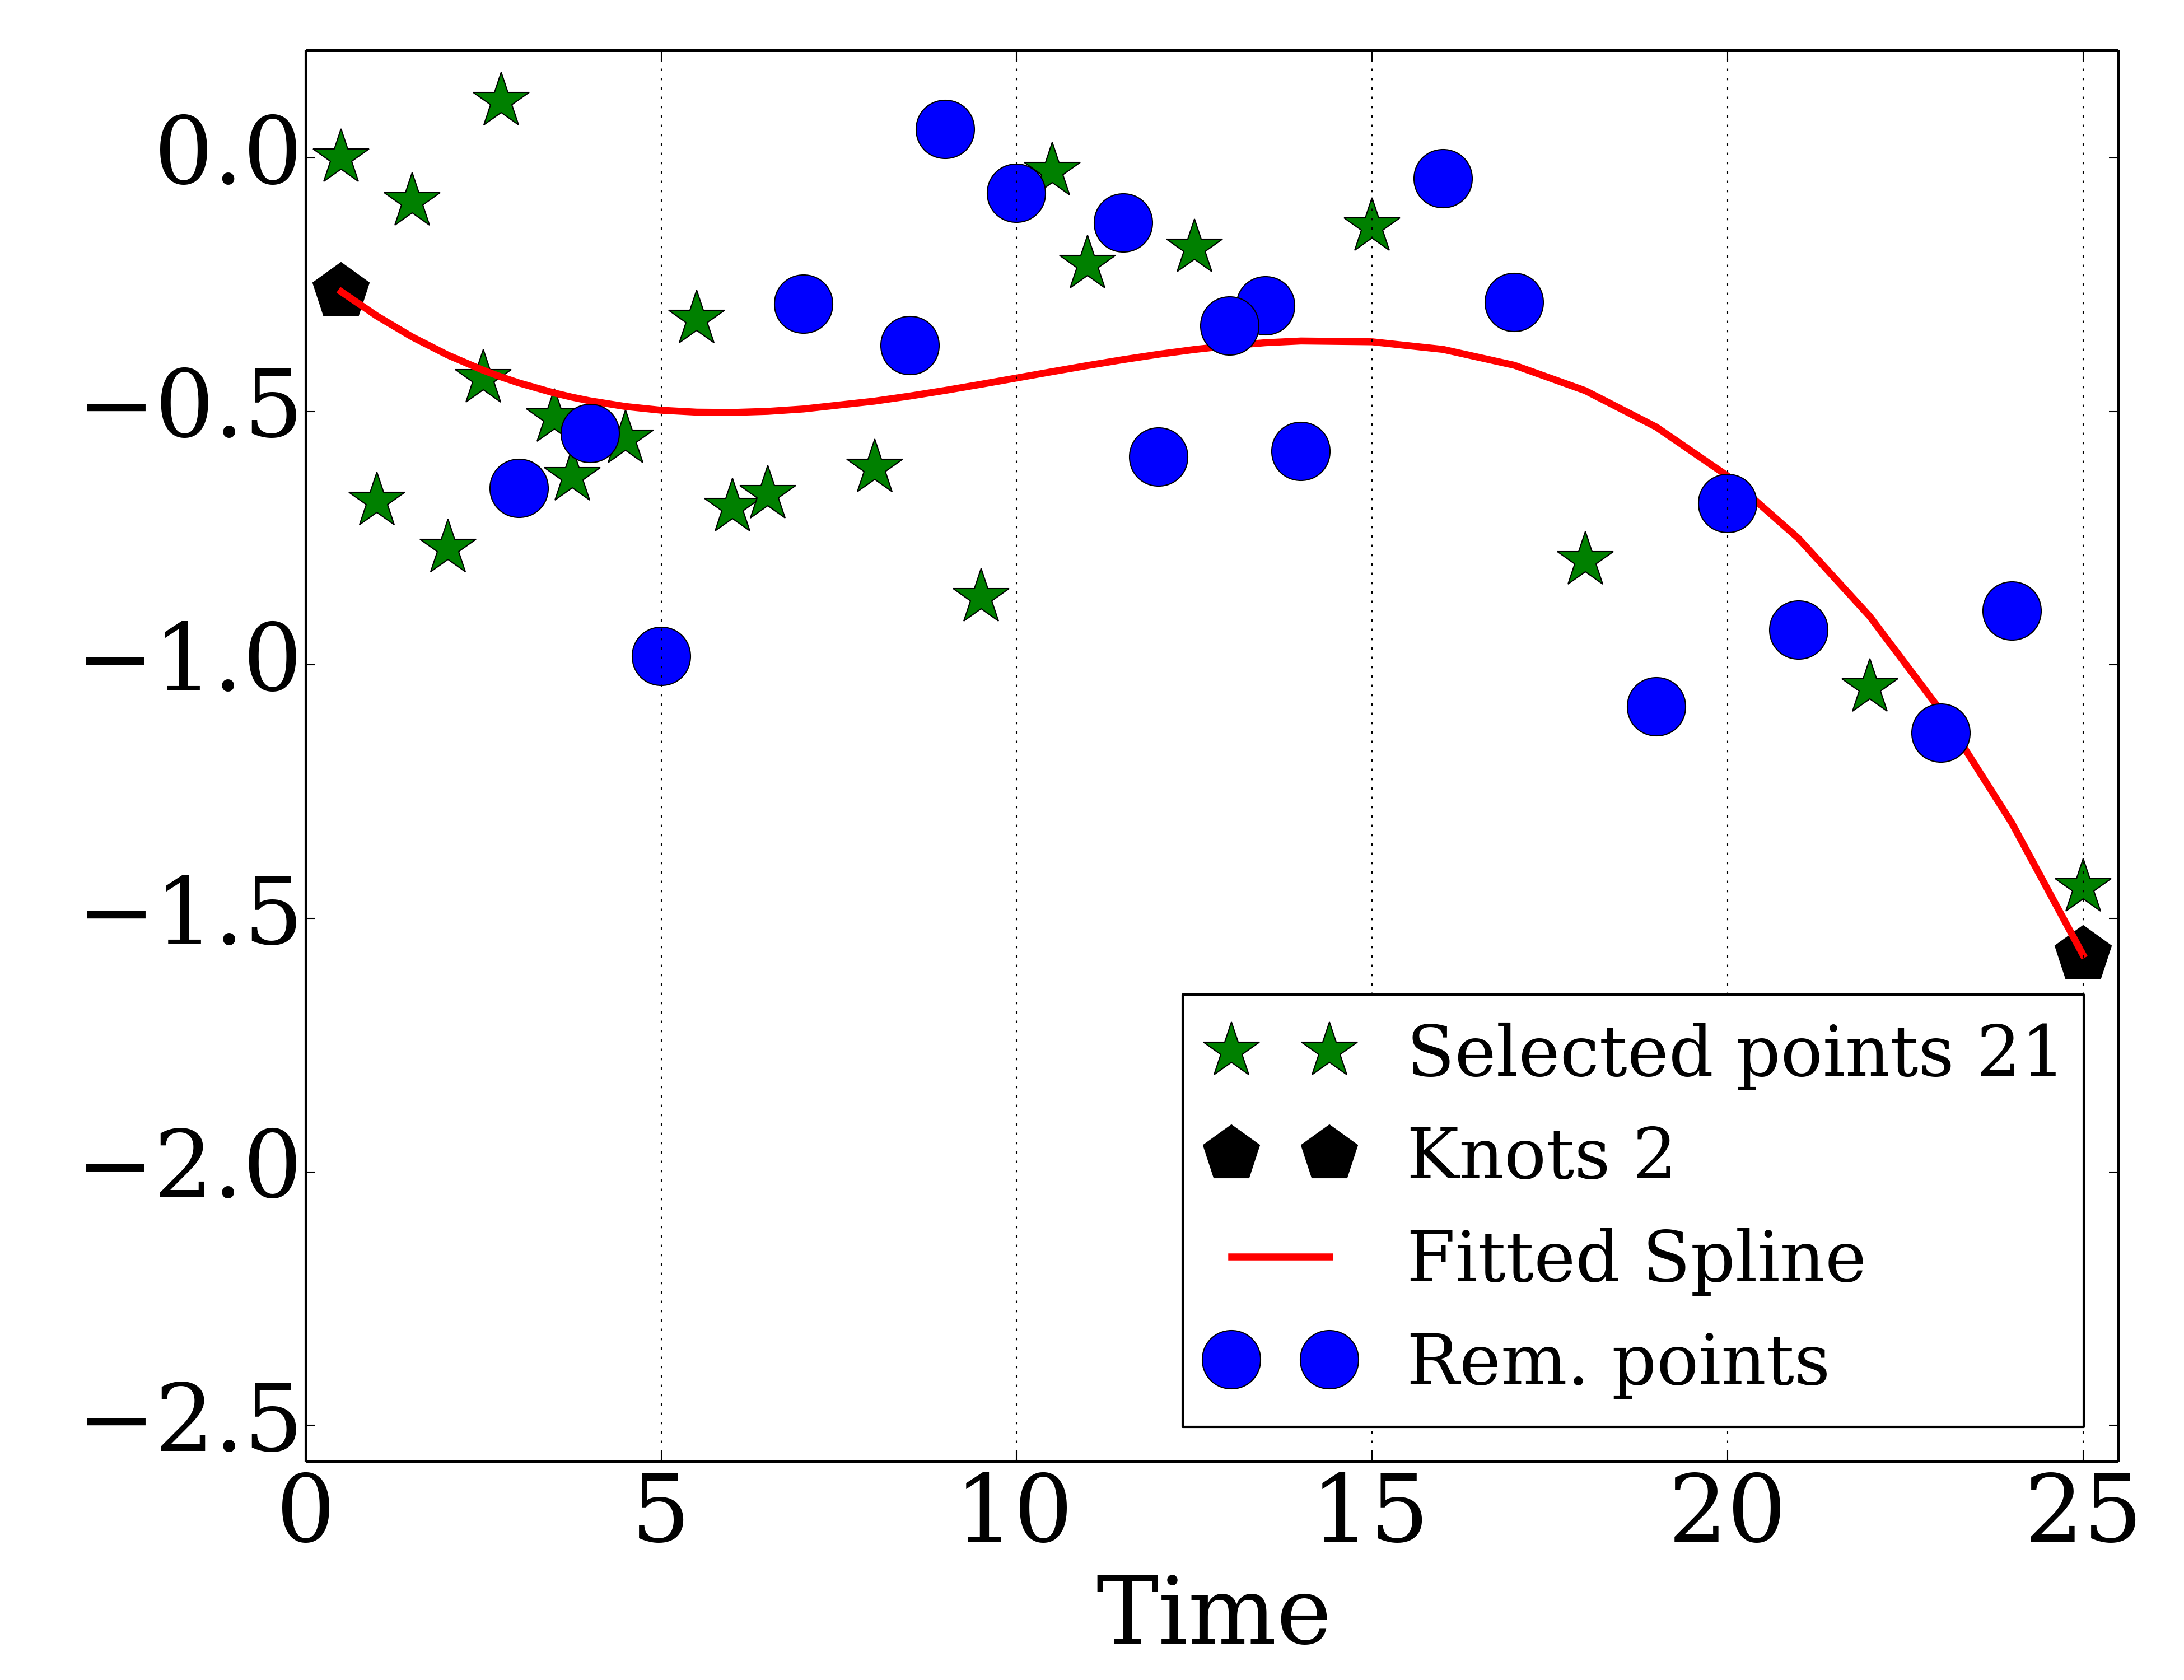 0.0
−0.5
−1.0
−1.5
−2.0
−2.5
0 5 10 15 20 25
Time
Selected points 21
Knots 2
Fitted Spline
Rem. points